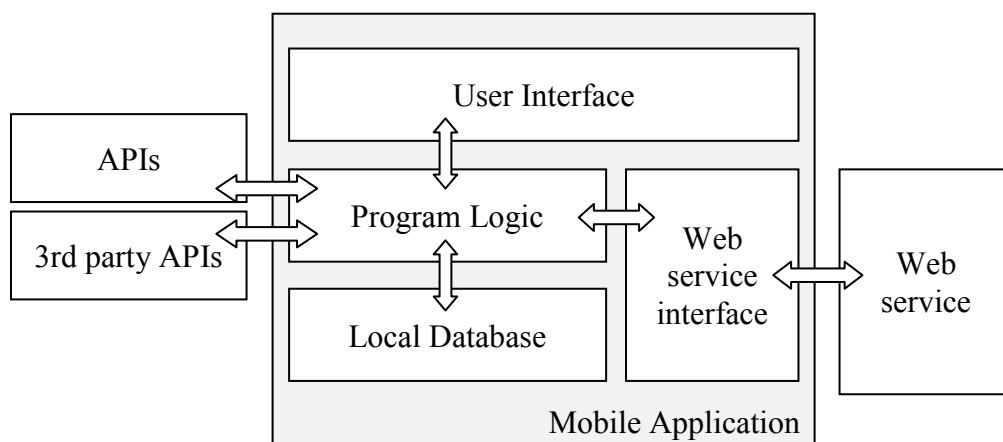 User Interface
APIs
Program Logic
3rd party APIs
Web
service
interface
Web
service
Local Database
Mobile Application